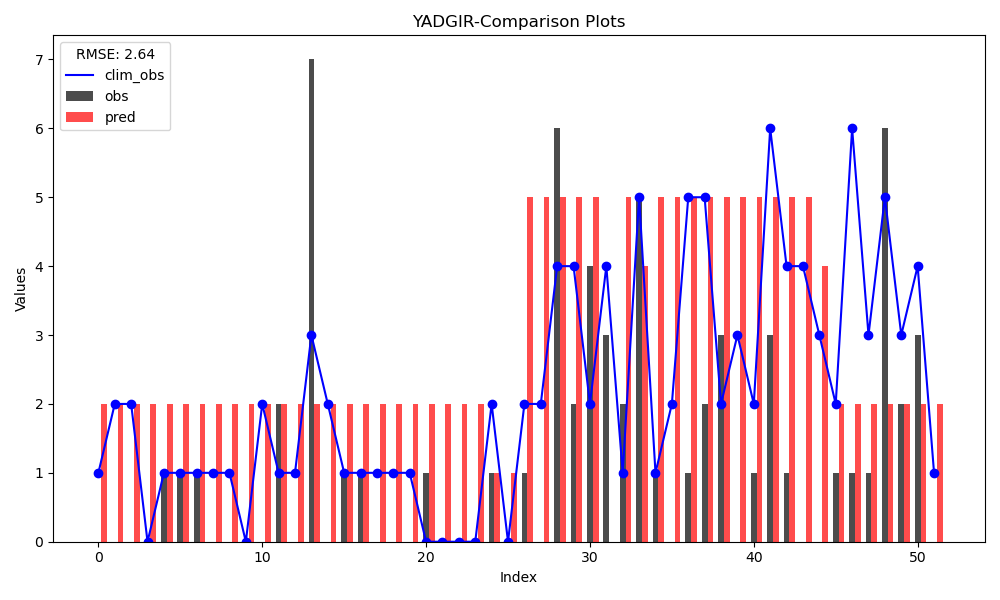 YADGIR-Comparison Plots
RMSE: 2.64
clim_obs
obs
pred
Values
7
6
5
4
3
2
1
0
0 10 20 30 40 50
Index